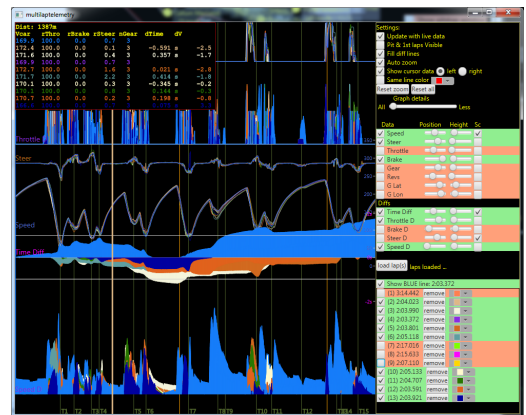 multilaptelemetry
Dist: 1387m
Vcar rThro rBrake rSteer nGear dTime dV
169.9 100.0 0.0 0.7 3
172.4 100.0 0.0 0.1 3 -0.591 s -2.5
171.6 100.0 0.0 0.4 3 0.357 s -1.7
169.9 100.0 0.0 0.7 3
172.7 100.0 0.0 1.6 3 0.021 s -2.8
171.7 100.0 0.0 2.2 3 0.614 s -1.8
170.1 100.0 0.0 0.3 3 -0.345 s -0.2
170.1 100.0 0.0 0.8 3 0.144 s -0.3
170.7 100.0 0.0 0.2 3 0.198 s -0.8
Throttle
Steer
Speed
Time Diff
Speed D
T1 T2 T3T4 T5 T6 T7 T8T9 T10 T11 T12 T15
Settings:
Update with live data
Pit & 1st laps Visible
Fill diff lines
Auto zoom
Show cursor data left right
Same line color
Reset zoom Reset all
Graph details
All Less
Data Position Height Sc
Speed
Steer
Throttle
Brake
Gear
Revs
G Lat
G Lon
Diffs
Time Diff
Throttle D
Brake D
Steer D
Speed D
load lap(s) laps loaded ..
Show BLUE line: 2:03.372
(1) 3:14.442 remove
(2) 2:04.023 remove
(3) 2:03.990 remove
(4) 2:03.372 remove
(5) 2:03.801 remove
(6) 2:05.118 remove
(7) 2:17.016 remove
(8) 2:15.633 remove
(9) 2:07.110 remove
(10) 2:05.133 remove
(11) 2:04.707 remove
(12) 2:03.591 remove
(13) 2:03.921 remove